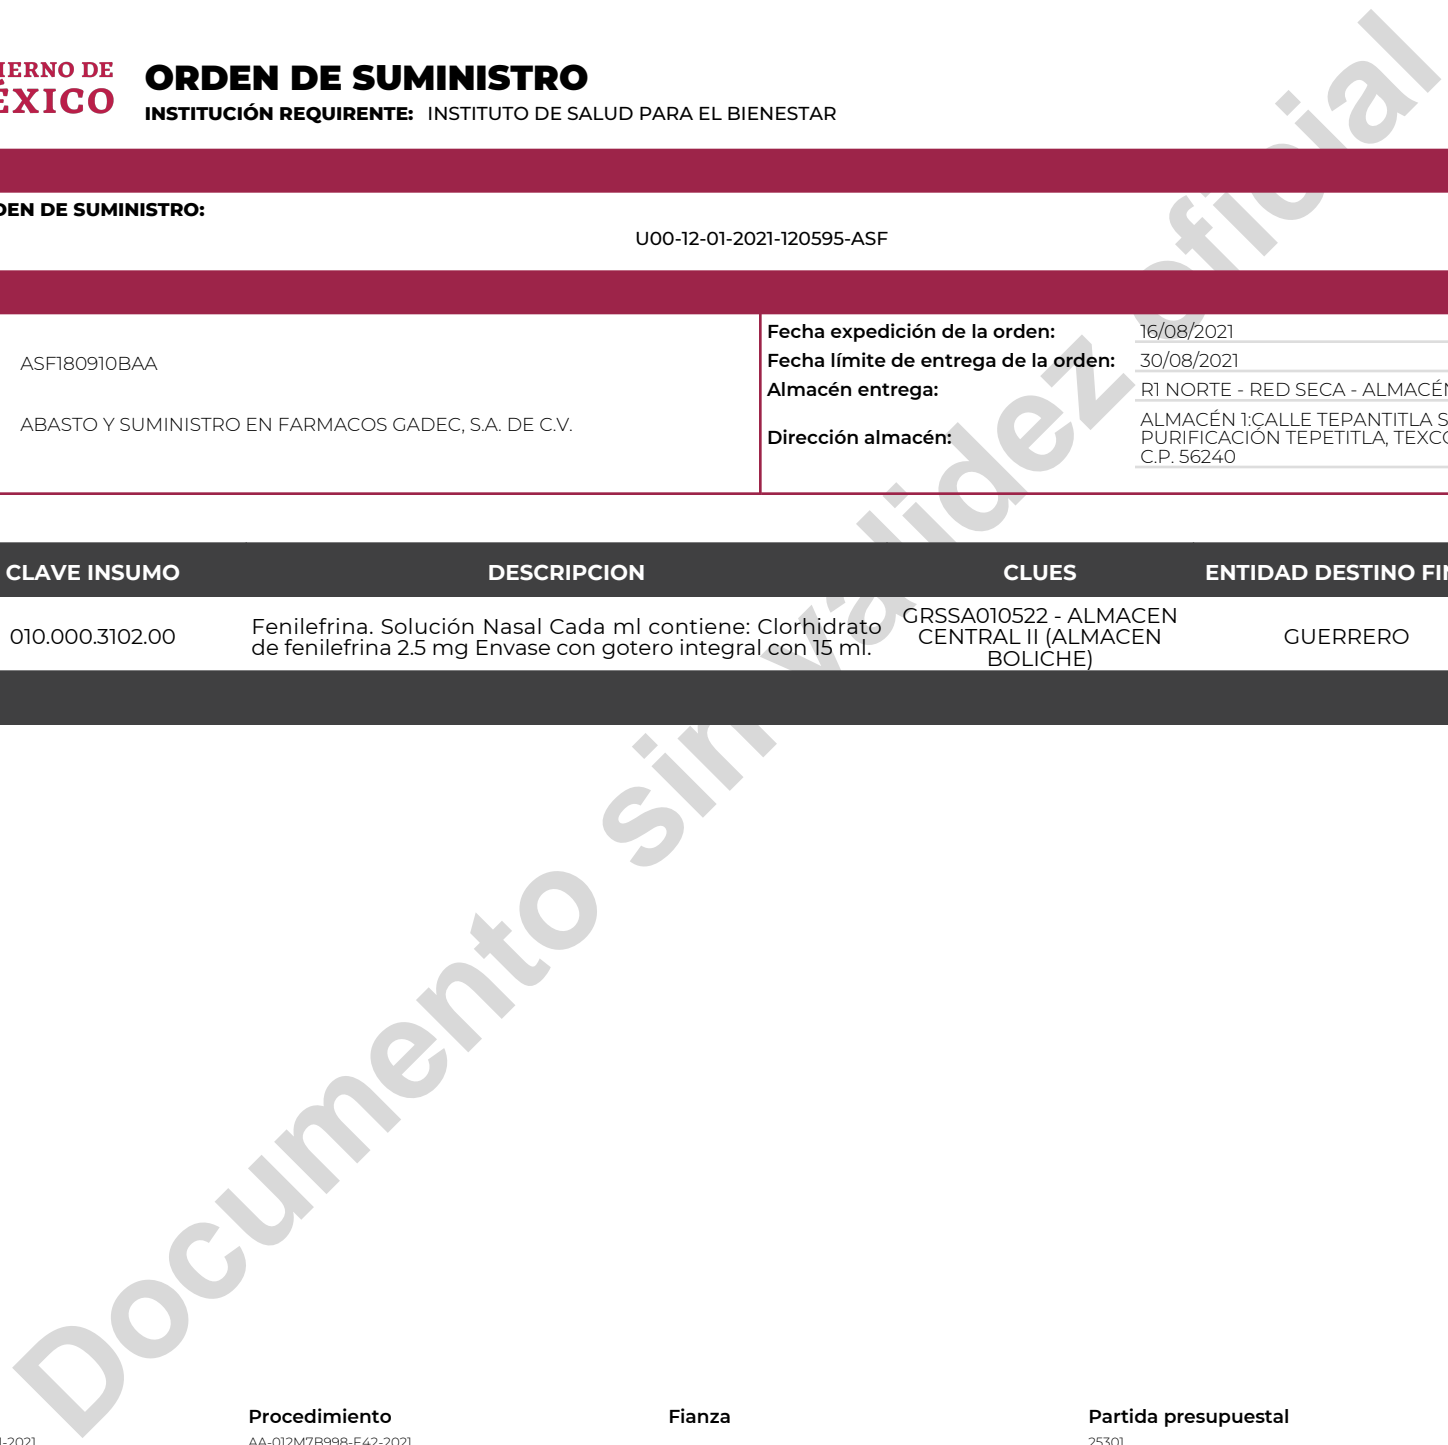 IERNO DE
ÉXICO
ORDEN DE SUMINISTRO
INSTITUCIÓN REQUIRENTE: INSTITUTO DE SALUD PARA EL BIENESTAR
DEN DE SUMINISTRO:
U00-12-01-2021-120595-ASF
ASF180910BAA
ABASTO Y SUMINISTRO EN FARMACOS GADEC, S.A. DE C.V.
Fecha expedición de la orden: 16/08/2021
Fecha límite de entrega de la orden: 30/08/2021
Almacén entrega: R1 NORTE - RED SECA - ALMACÉN
Dirección almacén:
ALMACÉN 1:CALLE TEPANTITLA S
PURIFICACIÓN TEPETITLA, TEXCO
C.P. 56240
CLAVE INSUMO DESCRIPCION CLUES ENTIDAD DESTINO FIN
010.000.3102.00
Fenilefrina. Solución Nasal Cada ml contiene: Clorhidrato
de fenilefrina 2.5 mg Envase con gotero integral con 15 ml.
GRSSA010522 - ALMACEN
CENTRAL II (ALMACEN
BOLICHE)
GUERRERO
Documento sin validez oficial
Procedimiento Fianza Partida presupuestal
-2021 AA-012M7B998-E42-2021 25301